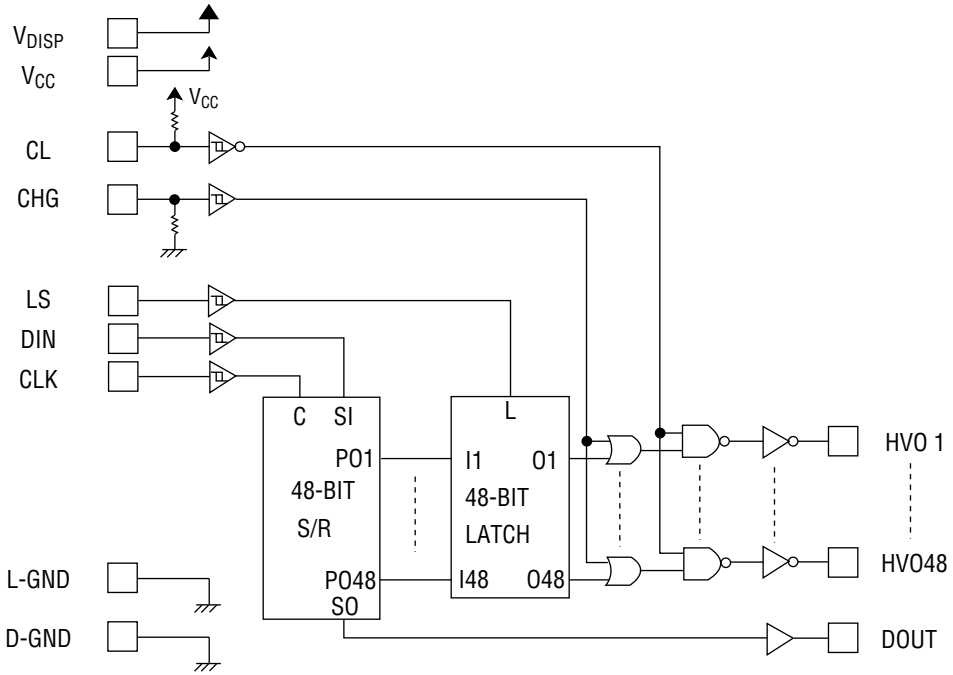 VDISP
VCC
VCC
CL
CHG
LS
DIN
CLK
C SI
L
PO1
I1 O1
HVO 1
48-BIT
S/R
48-BIT
LATCH
PO48
I48 O48
HVO48
SO
L-GND
D-GND
DOUT